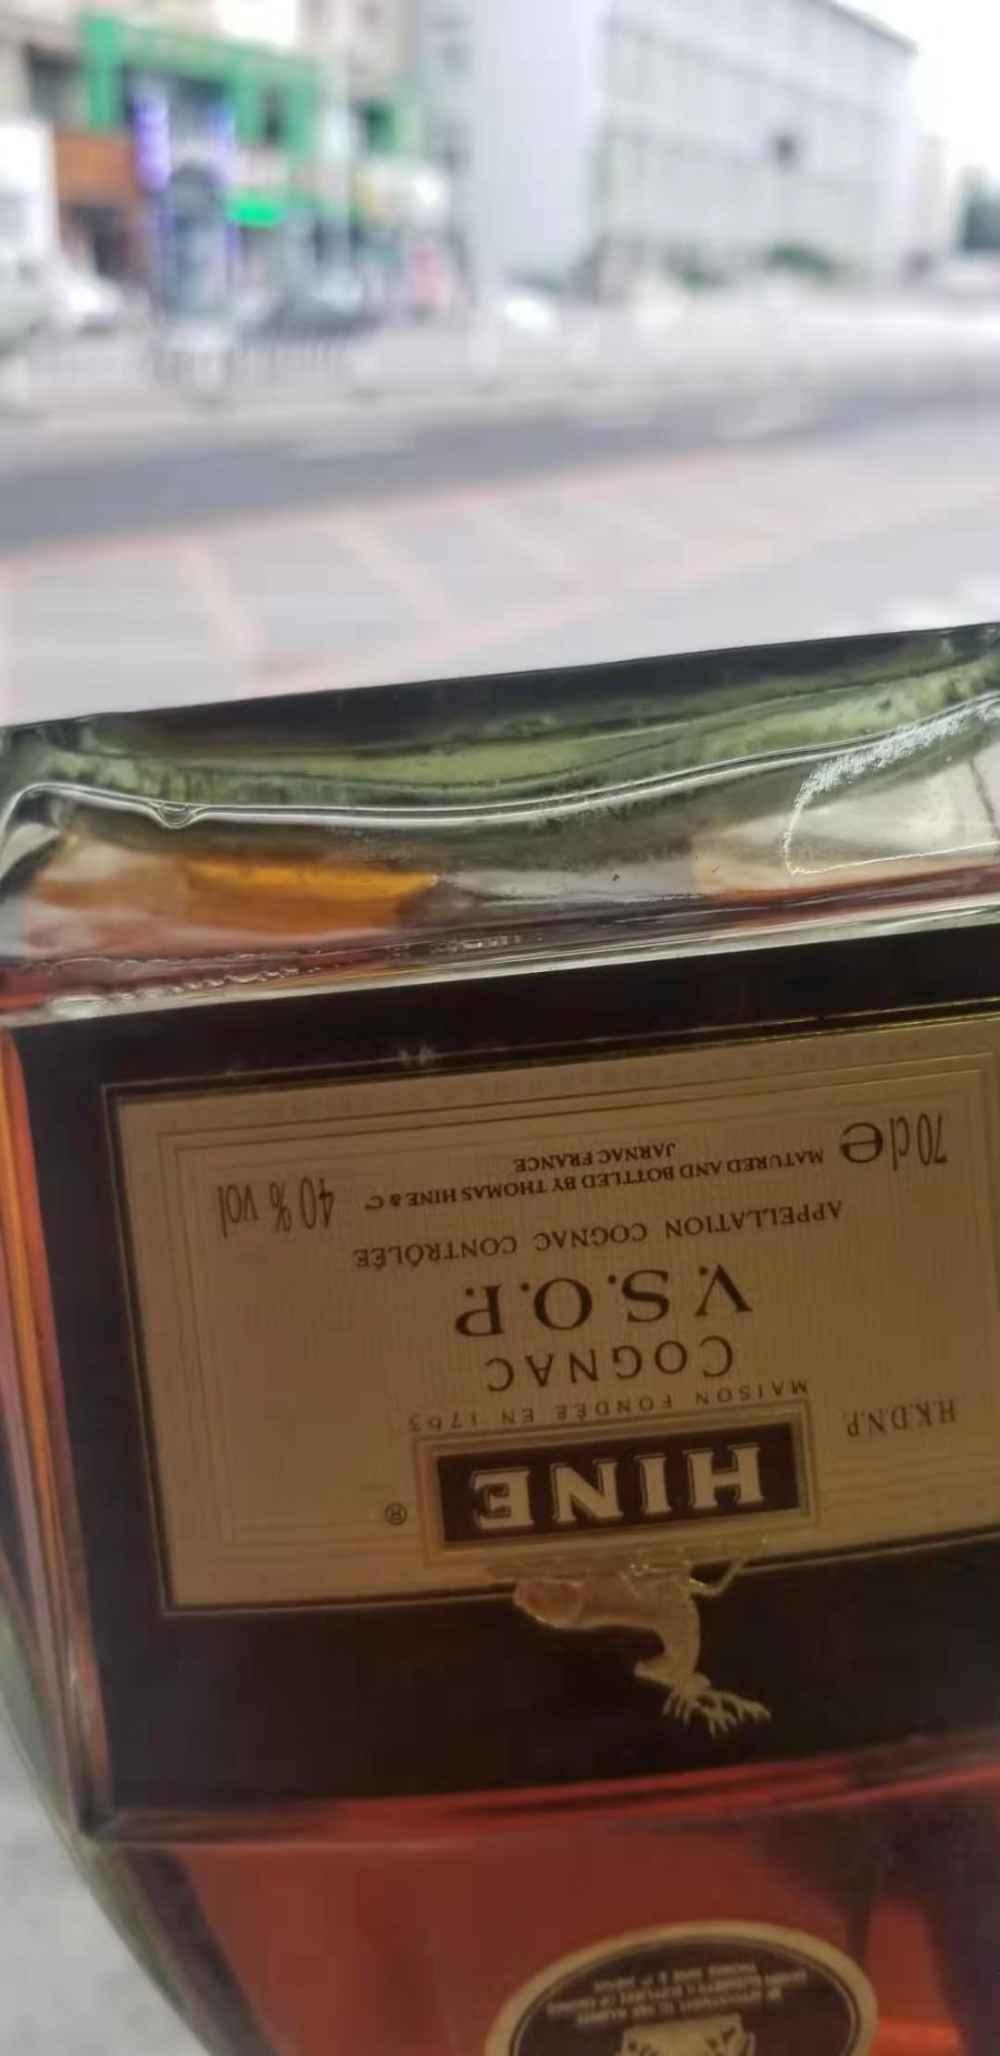 HINE
®
MAISON FONDÉE EN 1763
H.K.D.N.P.
COGNAC
V.S.O.P.
APPELLATION COGNAC CONTRÔLÉE
70 cl e
MATURED AND BOTTLED BY THOMAS HINE & Cº
JARNAC FRANCE
40 % vol